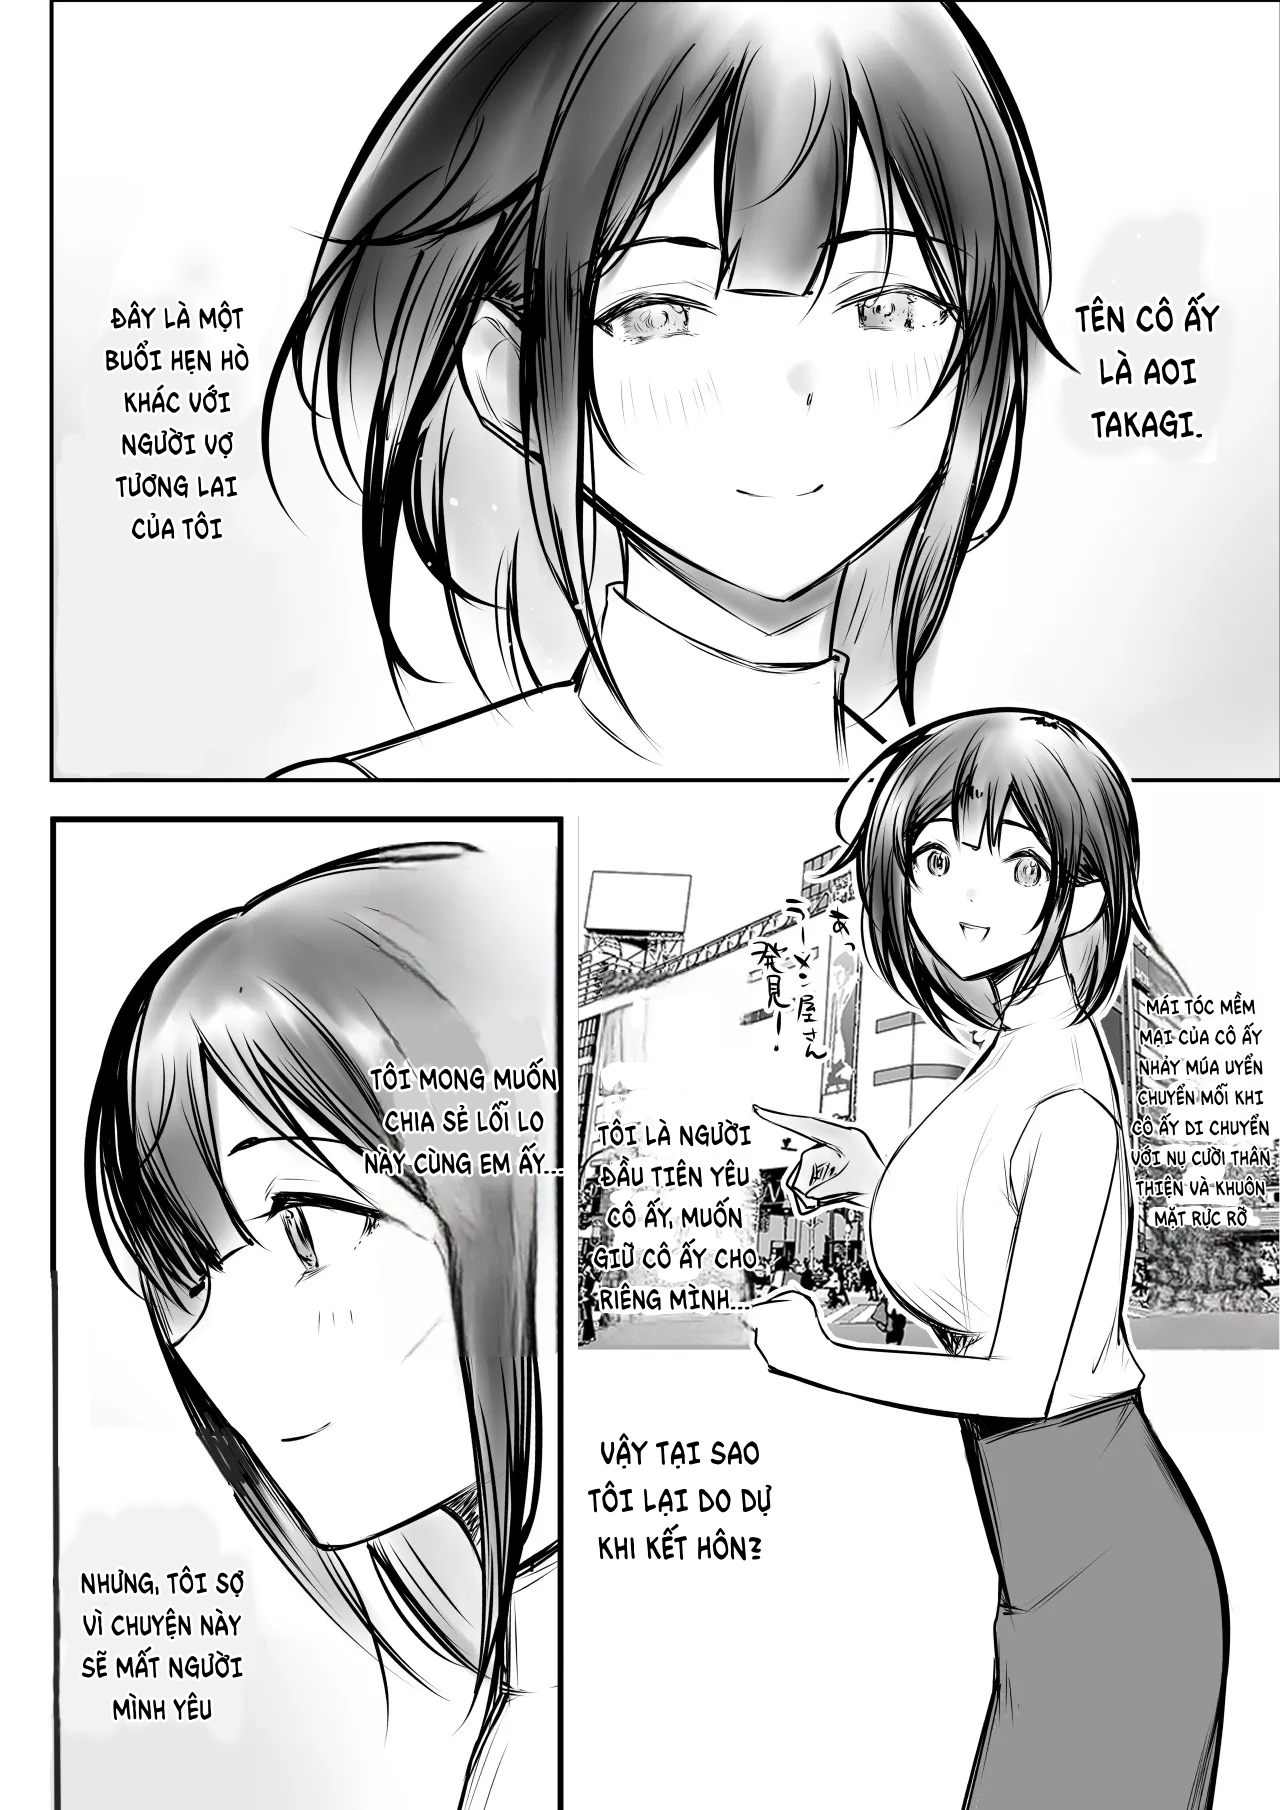 TÊN CÔ ẤY
LÀ AOI
TAKAGI.
ĐÂY LÀ MỘT
BUỔI HẸN HÒ
KHÁC VỚI
NGƯỜI VỢ
TƯƠNG LAI
CỦA TÔI
MÁI TÓC MỀM
MẠI CỦA CÔ ẤY
NHẢY MÚA UYỂN
CHUYỂN MỖI KHI
CÔ ẤY DI CHUYỂN
VỚI NỤ CƯỜI THÂN
THIỆN VÀ KHUÔN
MẶT RỰC RỠ
あっ
ラーメン屋さん
発見ー!
TÔI LÀ NGƯỜI
ĐẦU TIÊN YÊU
CÔ ẤY, MUỐN
GIỮ CÔ ẤY CHO
RIÊNG MÌNH...
VẬY TẠI SAO
TÔI LẠI DO DỰ
KHI KẾT HÔN?
TÔI MONG MUỐN
CHIA SẺ LỖI LO
NÀY CÙNG EM ẤY...
NHƯNG, TÔI SỢ
VÌ CHUYỆN NÀY
SẼ MẤT NGƯỜI
MÌNH YÊU